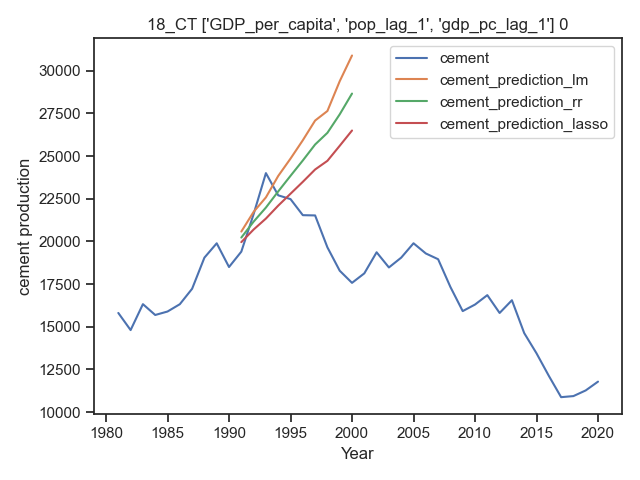 18_CT ['GDP_per_capita', 'pop_lag_1', 'gdp_pc_lag_1'] 0
cement
cement_prediction_lm
cement_prediction_rr
cement_prediction_lasso
30000
27500
25000
22500
20000
17500
15000
12500
10000
cement production
1980 1985 1990 1995 2000 2005 2010 2015 2020
Year